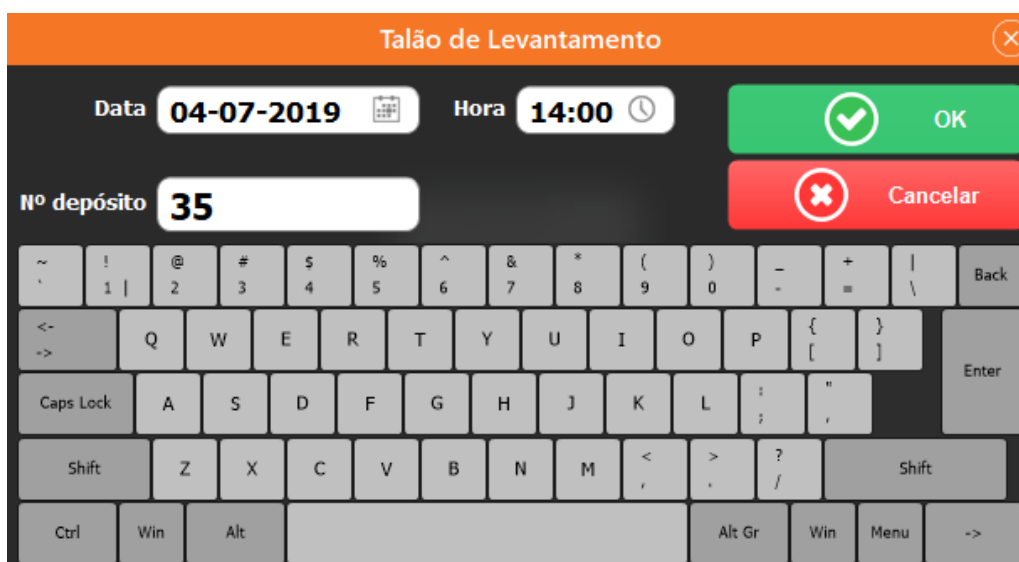 Talão de Levantamento
Data 04-07-2019 Hora 14:00 OK
Nº depósito 35 Cancelar
~ ! @ # $ % ^ & * ( ) _ + | Back
` 1 | 2 3 4 5 6 7 8 9 0 - = \
<- Q W E R T Y U I O P { }
-> [ ] Enter
Caps Lock A S D F G H J K L : "
; ,
Shift Z X C V B N M < > ? Shift
, . /
Ctrl Win Alt Alt Gr Win Menu ->